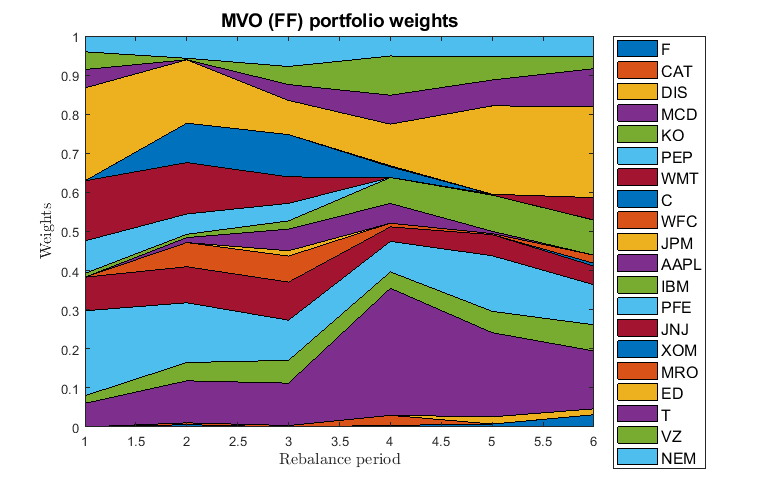 MVO (FF) portfolio weights
Weights
1
0.9
0.8
0.7
0.6
0.5
0.4
0.3
0.2
0.1
0
1 1.5 2 2.5 3 3.5 4 4.5 5 5.5 6
Rebalance period
F
CAT
DIS
MCD
KO
PEP
WMT
C
WFC
JPM
AAPL
IBM
PFE
JNJ
XOM
MRO
ED
T
VZ
NEM